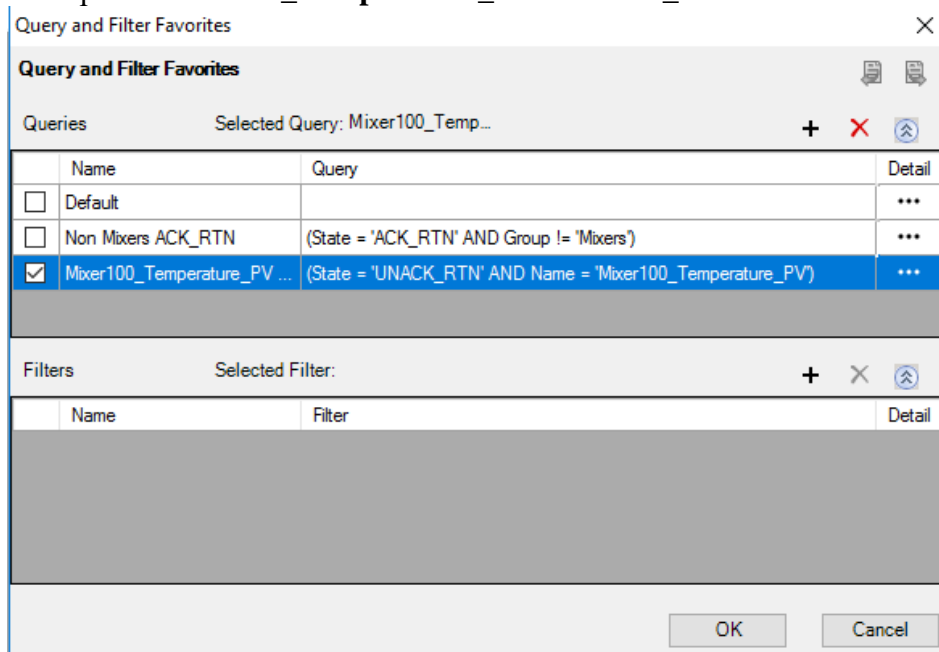 Query and Filter Favorites
Query and Filter Favorites
Queries Selected Query: Mixer100_Temp...
Name Query Detail
Default ...
Non Mixers ACK_RTN (State = 'ACK_RTN' AND Group != 'Mixers') ...
Mixer100_Temperature_PV ... (State = 'UNACK_RTN' AND Name = 'Mixer100_Temperature_PV') ...
Filters Selected Filter:
Name Filter Detail
OK Cancel